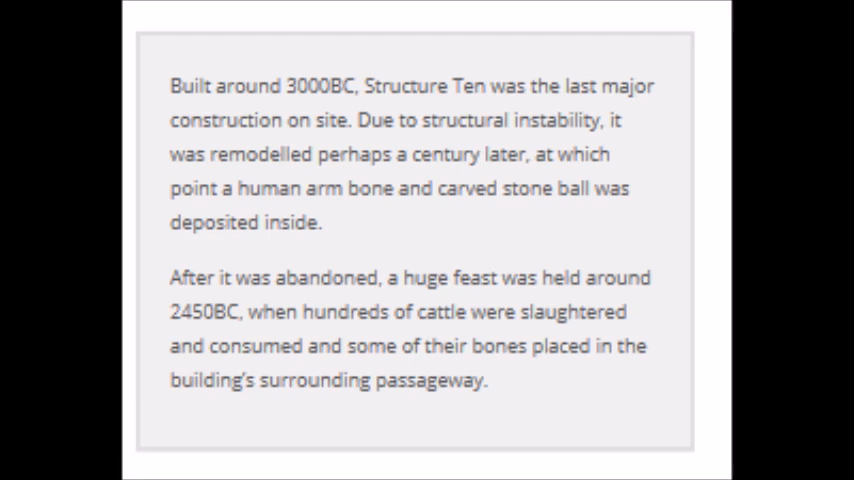 Built around 3000BC, Structure Ten was the last major
construction on site. Due to structural instability, it
was remodelled perhaps a century later, at which
point a human arm bone and carved stone ball was
deposited inside.
After it was abandoned, a huge feast was held around
2450BC, when hundreds of cattle were slaughtered
and consumed and some of their bones placed in the
building's surrounding passageway.